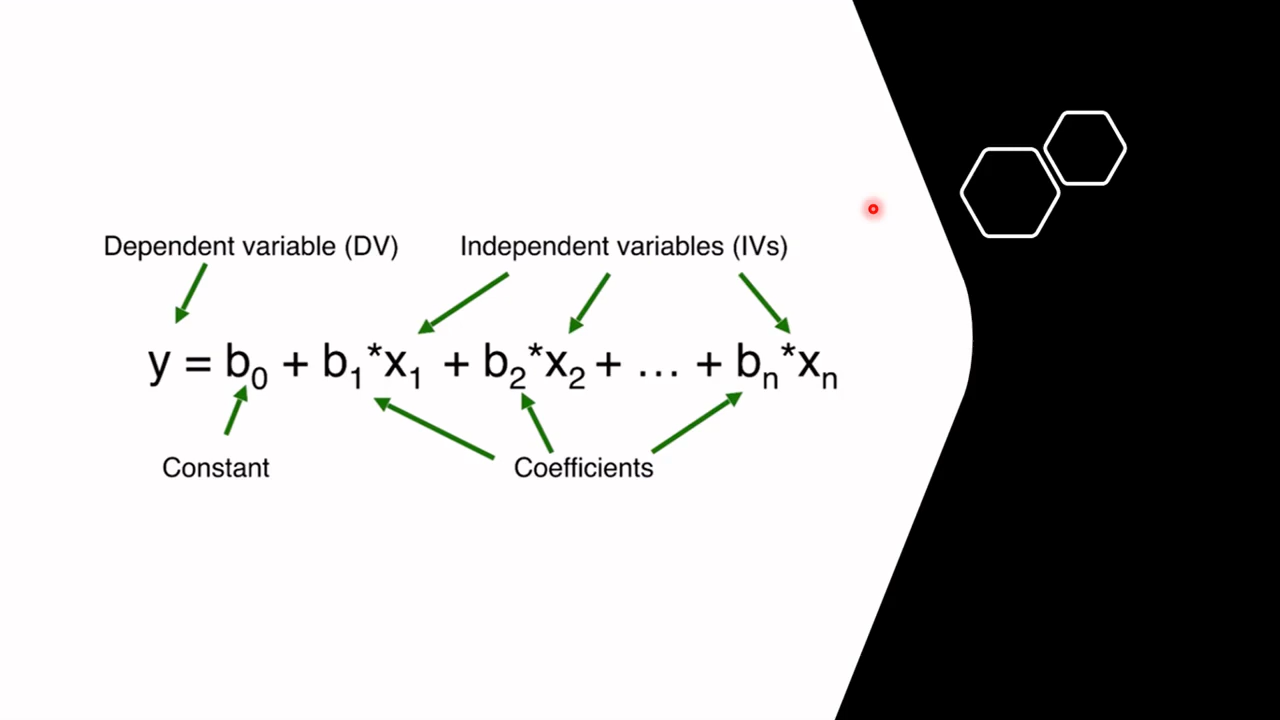 Dependent variable (DV) Independent variables (IVs)
y = b₀ + b₁*x₁ + b₂*x₂ + … + bₙ*xₙ
Constant Coefficients